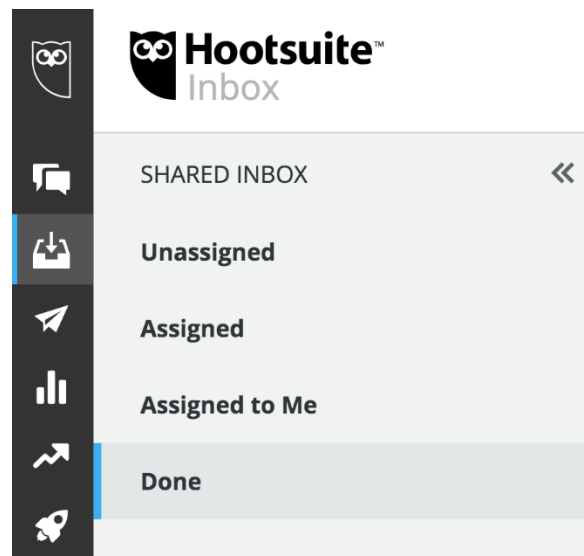 Hootsuite™
Inbox
SHARED INBOX
Unassigned
Assigned
Assigned to Me
Done